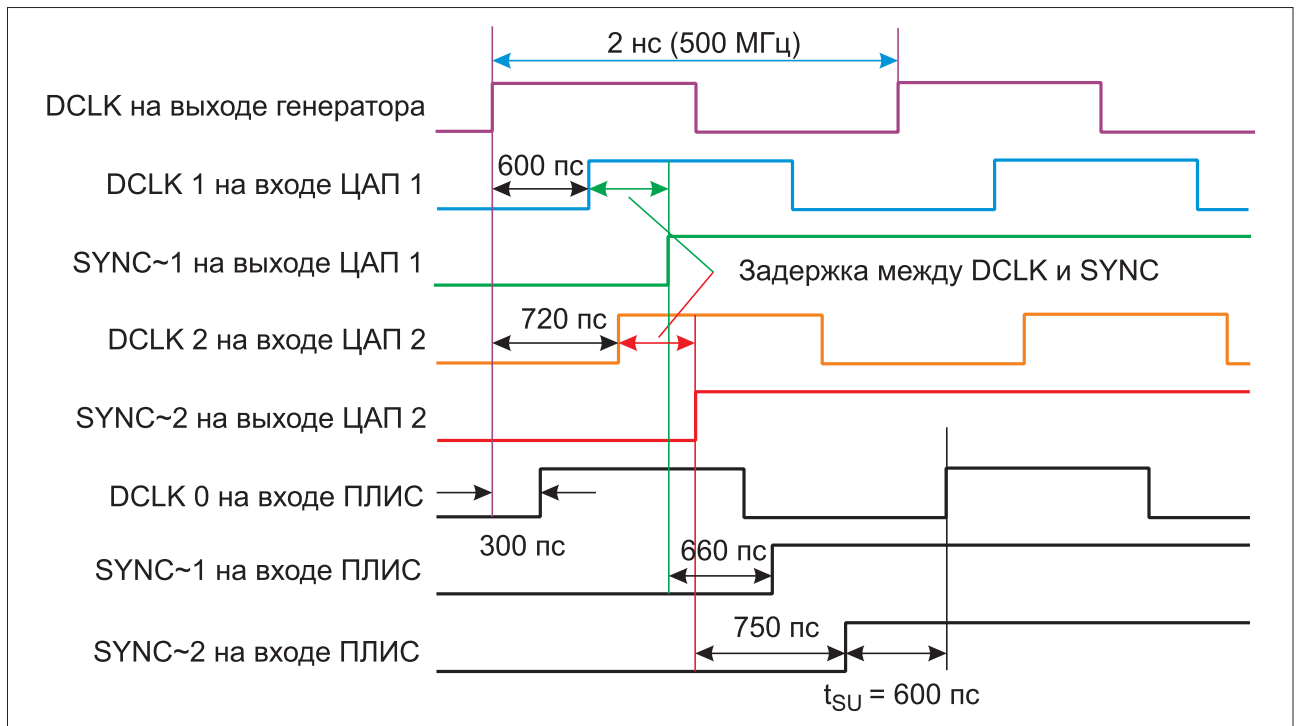 2 нс (500 МГц)
DCLK на выходе генератора
600 пс
DCLK 1 на входе ЦАП 1
SYNC~1 на выходе ЦАП 1
Задержка между DCLK и SYNC
720 пс
DCLK 2 на входе ЦАП 2
SYNC~2 на выходе ЦАП 2
DCLK 0 на входе ПЛИС
300 пс
660 пс
SYNC~1 на входе ПЛИС
750 пс
SYNC~2 на входе ПЛИС
tSU = 600 пс